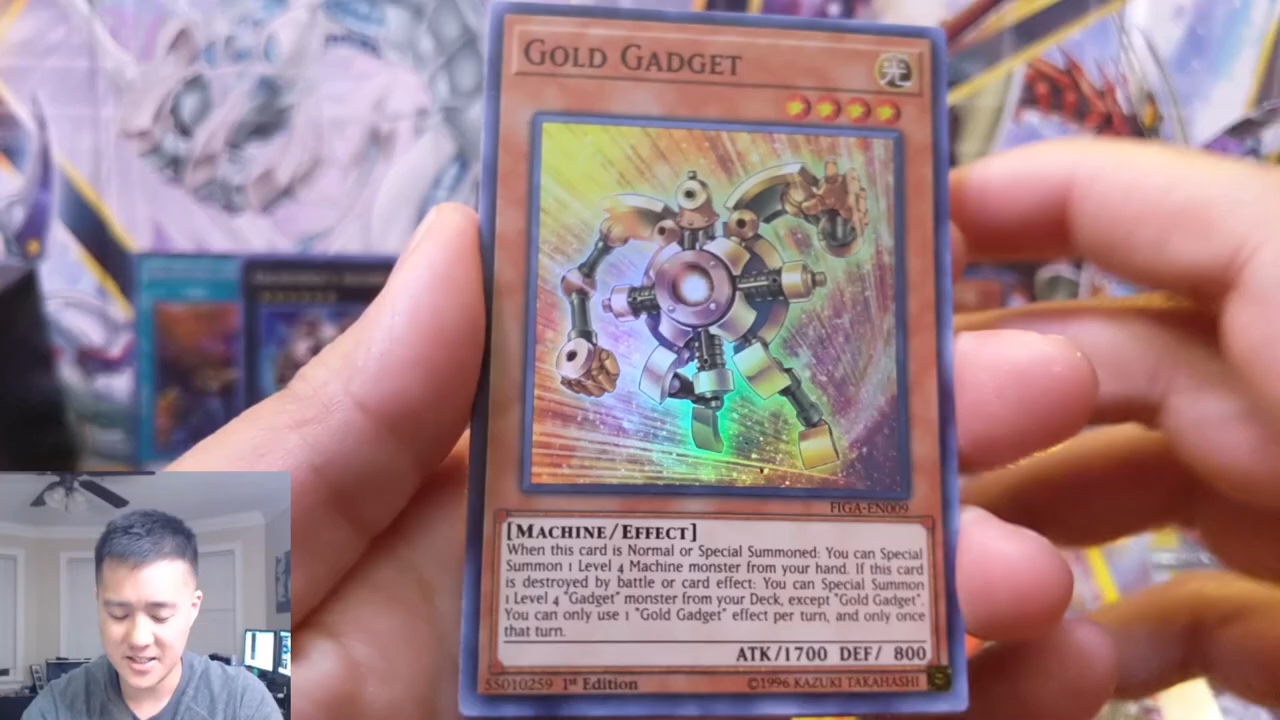 GOLD GADGET
光
FIGA-EN009
[MACHINE/EFFECT]
When this card is Normal or Special Summoned: You can Special
Summon 1 Level 4 Machine monster from your hand. If this card
is destroyed by battle or card effect: You can Special Summon
1 Level 4 "Gadget" monster from your Deck, except "Gold Gadget".
You can only use 1 "Gold Gadget" effect per turn, and only once
that turn.
ATK/1700 DEF/ 800
55010259 1st Edition ©1996 KAZUKI TAKAHASHI